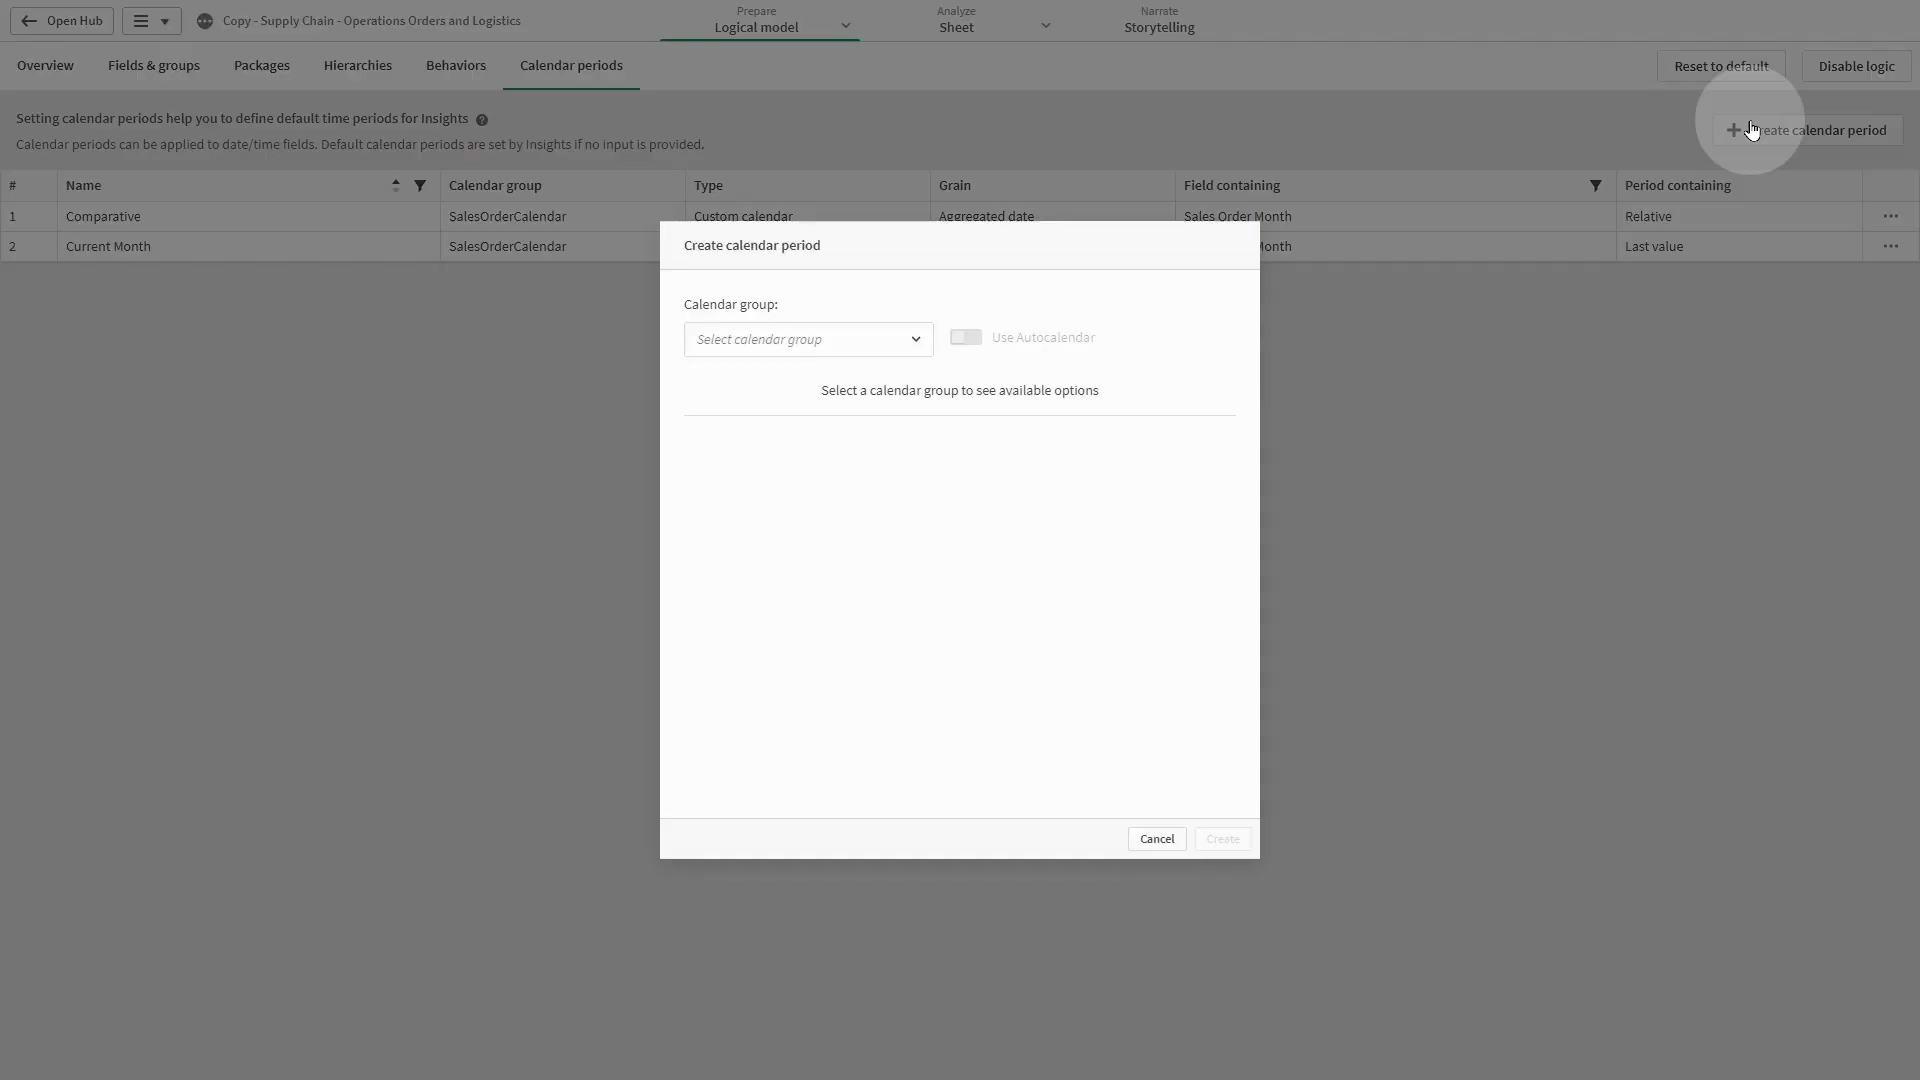 Open Hub
Copy - Supply Chain - Operations Orders and Logistics
Prepare
Logical model
Analyze
Sheet
Narrate
Storytelling
Overview
Fields & groups
Packages
Hierarchies
Behaviors
Calendar periods
Reset to default
Disable logic
Setting calendar periods help you to define default time periods for Insights
Calendar periods can be applied to date/time fields. Default calendar periods are set by Insights if no input is provided.
calendar period
# Name Calendar group Type Grain Field containing Period containing
1 Comparative SalesOrderCalendar Custom calendar Aggregated date Sales Order Month Relative
2 Current Month SalesOrderCalendar Month Last value
Create calendar period
Calendar group:
Select calendar group
Use Autocalendar
Select a calendar group to see available options
Cancel
Create